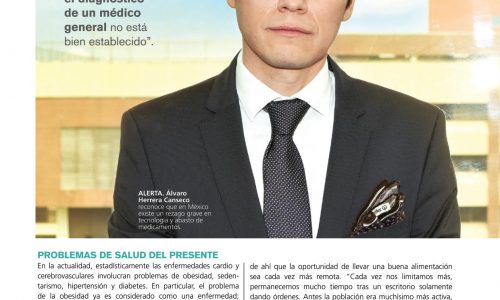 el diagnóstico
de un médico
general no está
bien establecido”.
ALERTA. Álvaro
Herrera Canseco
reconoce que en México
existe un rezago grave en
tecnología y abasto de
medicamentos.
PROBLEMAS DE SALUD DEL PRESENTE
En la actualidad, estadísticamente las enfermedades cardio y
cerebrovasculares involucran problemas de obesidad, seden-
tarismo, hipertensión y diabetes. En particular, el problema
de la obesidad ya es considerado como una enfermedad;
de ahí que la oportunidad de llevar una buena alimentación
sea cada vez más remota. “Cada vez nos limitamos más,
permanecemos mucho tiempo tras un escritorio solamente
dando órdenes. Antes la población era muchísimo más activa,